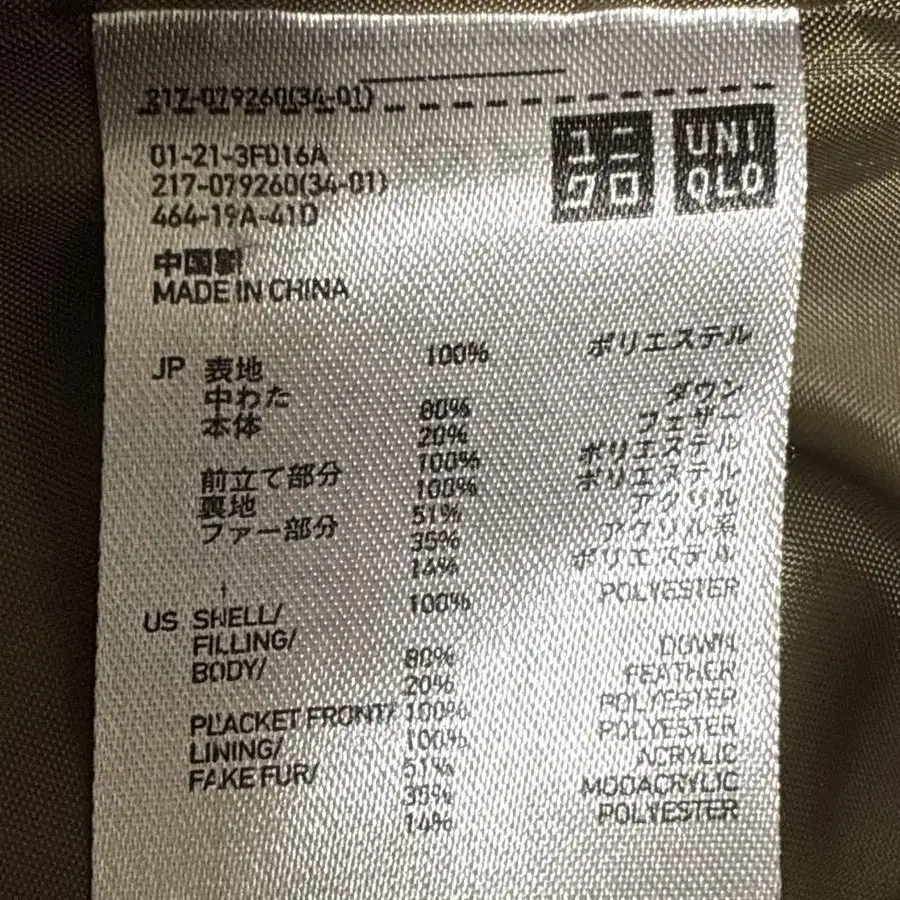 217-079260(34-01)
ユニクロ UNIQLO
01-21-3F016A
217-079260(34-01)
464-19A-41D
中国製
MADE IN CHINA
JP 表地 100% ポリエステル
中わた
本体 80% ダウン
20% フェザー
前立て部分 100% ポリエステル
裏地 100% ポリエステル
ファー部分 51% アクリル
35% アクリル系
14% ポリエステル
US SHELL/ 100% POLYESTER
FILLING/
BODY/ 80% DOWN
20% FEATHER
PLACKET FRONT/ 100% POLYESTER
LINING/ 100% POLYESTER
FAKE FUR/ 51% ACRYLIC
35% MODACRYLIC
14% POLYESTER